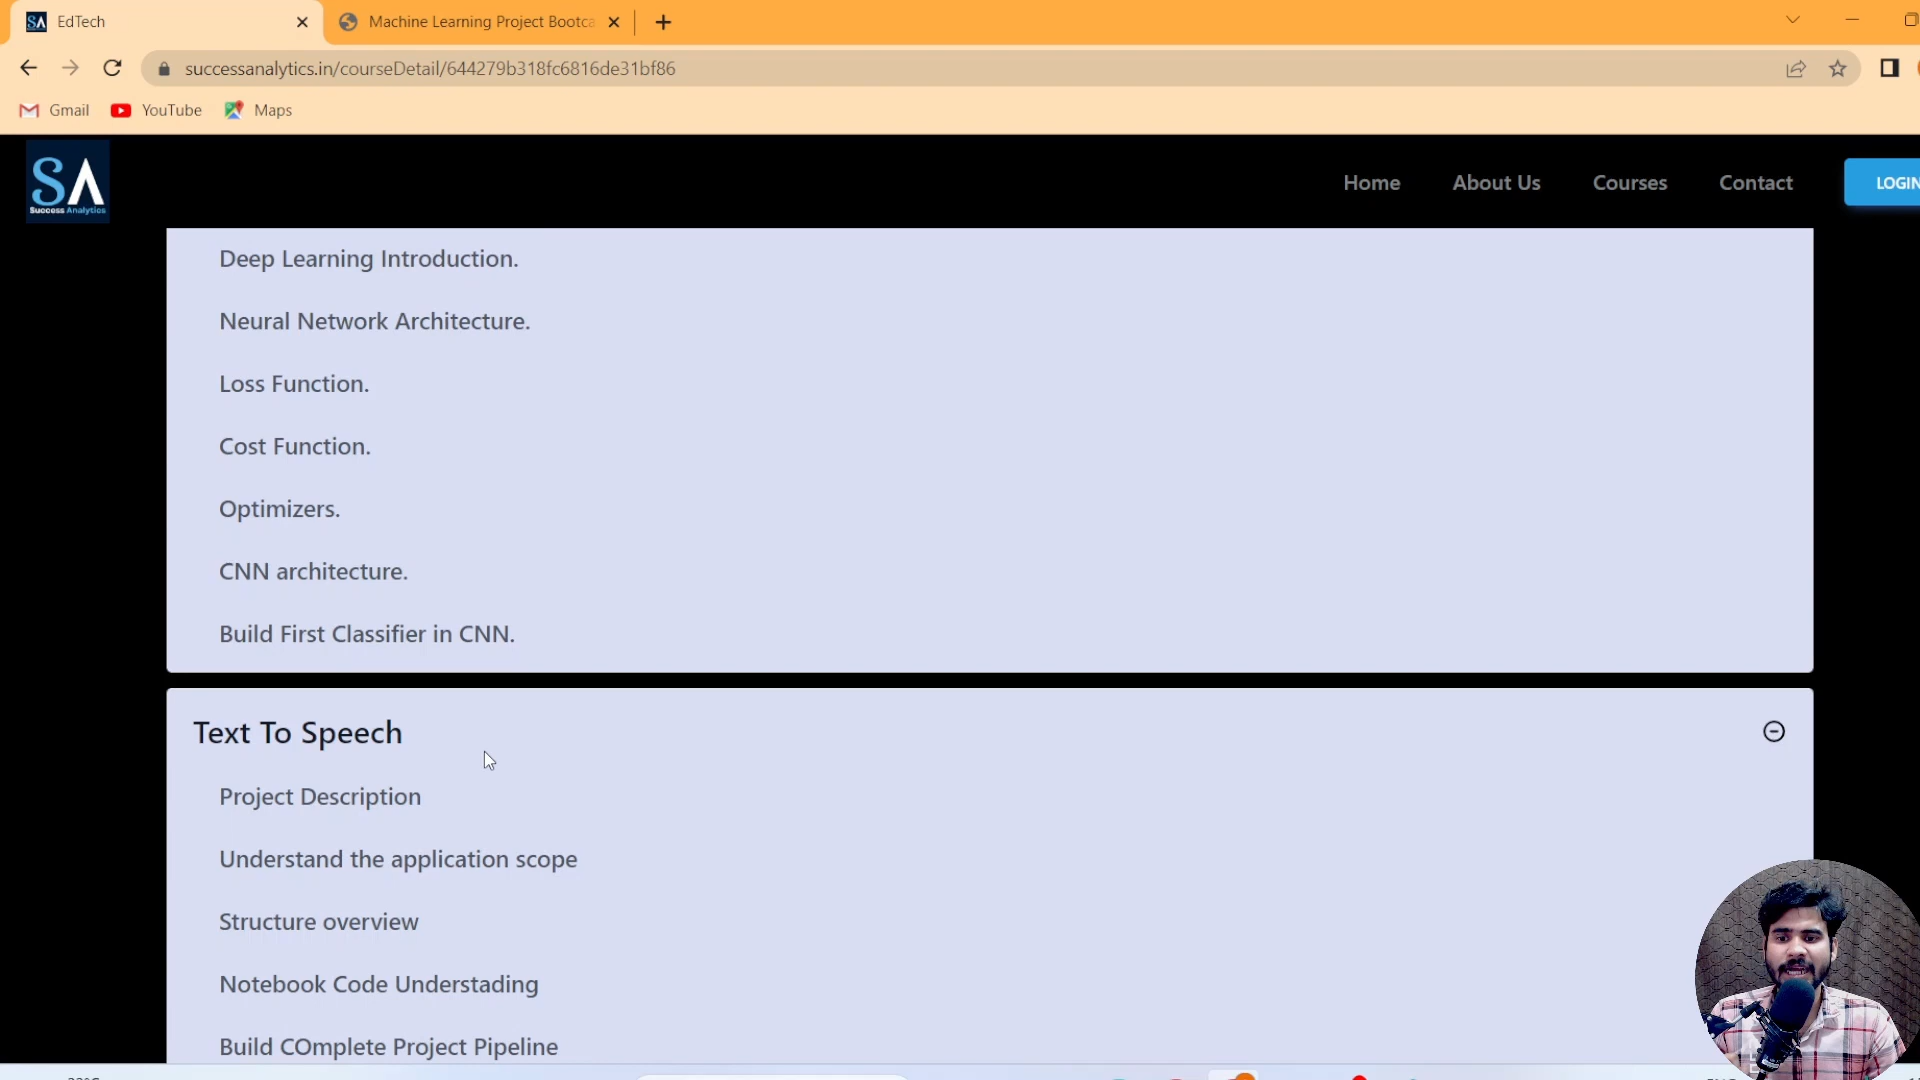 EdTech
Machine Learning Project Bootca
successanalytics.in/courseDetail/644279b318fc6816de31bf86
Gmail
YouTube
Maps
SA
Success Analytics
Home
About Us
Courses
Contact
LOGIN
Deep Learning Introduction.
Neural Network Architecture.
Loss Function.
Cost Function.
Optimizers.
CNN architecture.
Build First Classifier in CNN.
Text To Speech
Project Description
Understand the application scope
Structure overview
Notebook Code Understading
Build COmplete Project Pipeline